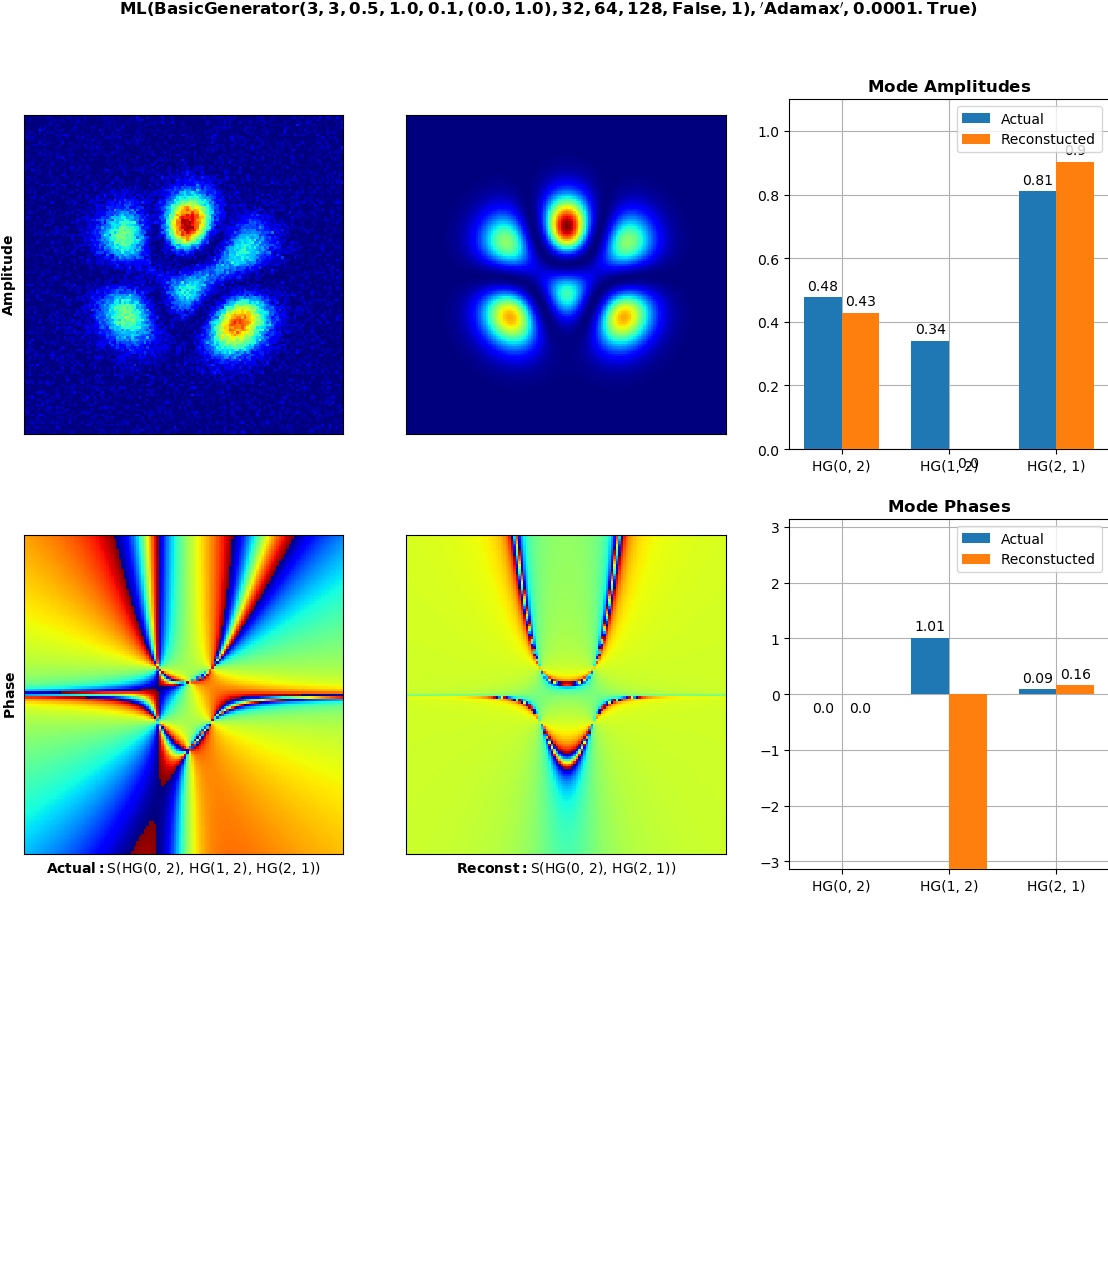 ML(BasicGenerator(3, 3, 0.5, 1.0, 0.1, (0.0, 1.0), 32, 64, 128, False, 1), 'Adamax', 0.0001. True)
Mode Amplitudes
Amplitude
1.0
0.8
0.6
0.4
0.2
0.0
Actual
Reconstucted
0.48
0.43
0.34
0.0
0.81
0.9
HG(0, 2)
HG(1, 2)
HG(2, 1)
Mode Phases
Phase
3
2
1
0
−1
−2
−3
Actual
Reconstucted
0.0
0.0
1.01
0.09
0.16
HG(0, 2)
HG(1, 2)
HG(2, 1)
Actual: S(HG(0, 2), HG(1, 2), HG(2, 1))
Reconst: S(HG(0, 2), HG(2, 1))